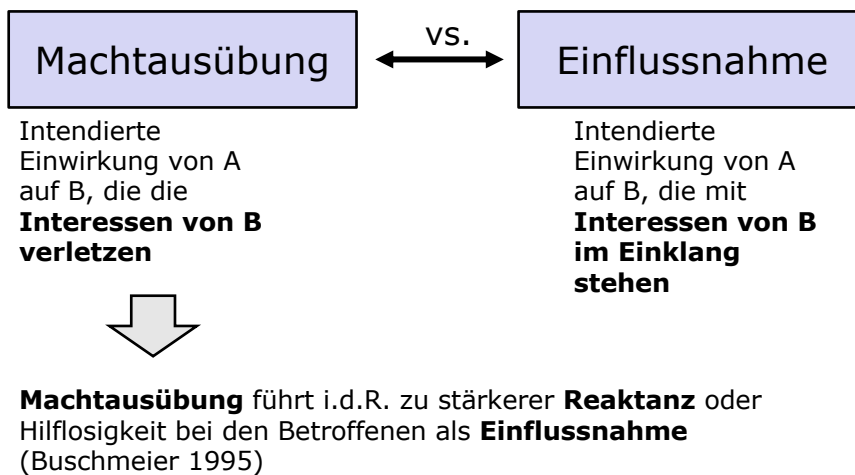 Machtausübung
vs.
Einflussnahme
Intendierte
Einwirkung von A
auf B, die die
Interessen von B
verletzen
Intendierte
Einwirkung von A
auf B, die mit
Interessen von B
im Einklang
stehen
Machtausübung führt i.d.R. zu stärkerer Reaktanz oder
Hilflosigkeit bei den Betroffenen als Einflussnahme
(Buschmeier 1995)